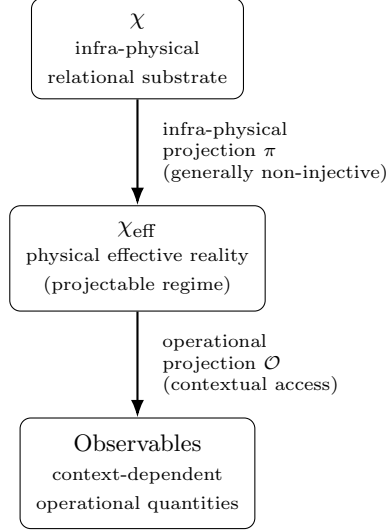 χ
infra-physical
relational substrate
infra-physical
projection π
(generally non-injective)
χeff
physical effective reality
(projectable regime)
operational
projection 𝒪
(contextual access)
Observables
context-dependent
operational quantities